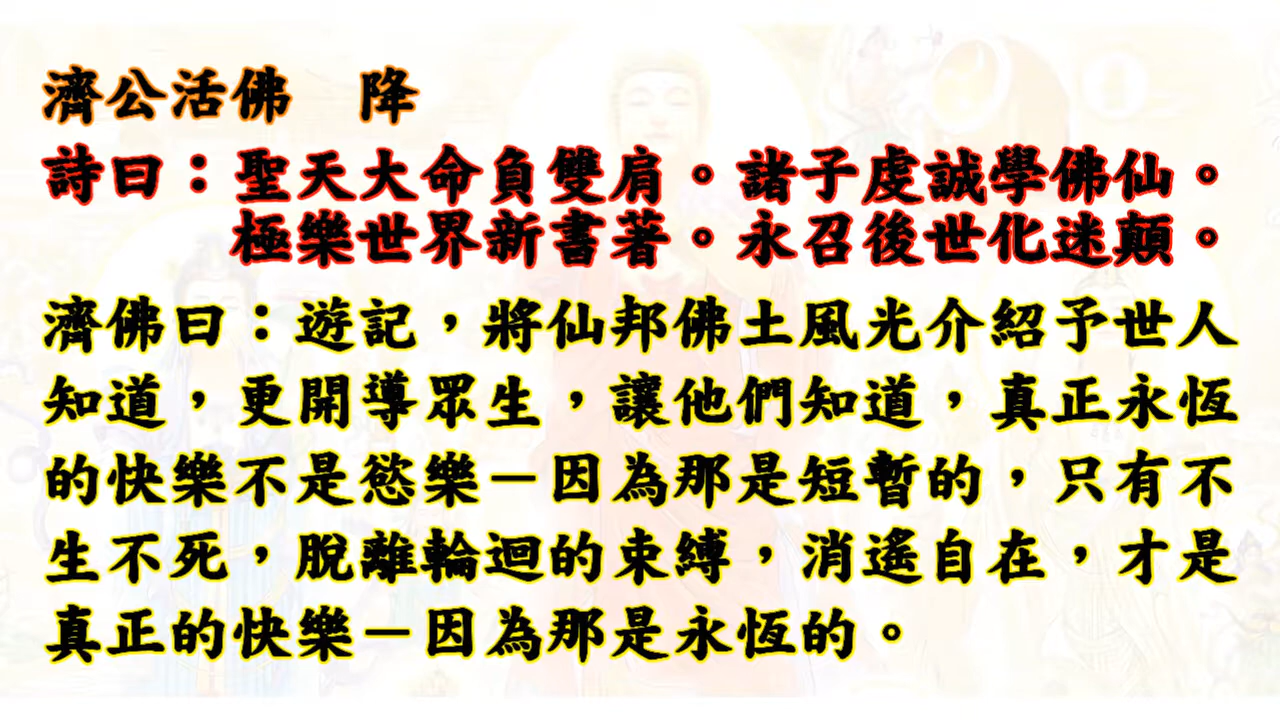 濟公活佛　降
詩曰：聖天大命負雙肩。諸子虔誠學佛仙。
極樂世界新書著。永召後世化迷顛。
濟佛曰：遊記，將仙邦佛土風光介紹予世人
知道，更開導眾生，讓他們知道，真正永恆
的快樂不是慾樂－因為那是短暫的，只有不
生不死，脫離輪迴的束縛，消遙自在，才是
真正的快樂－因為那是永恆的。